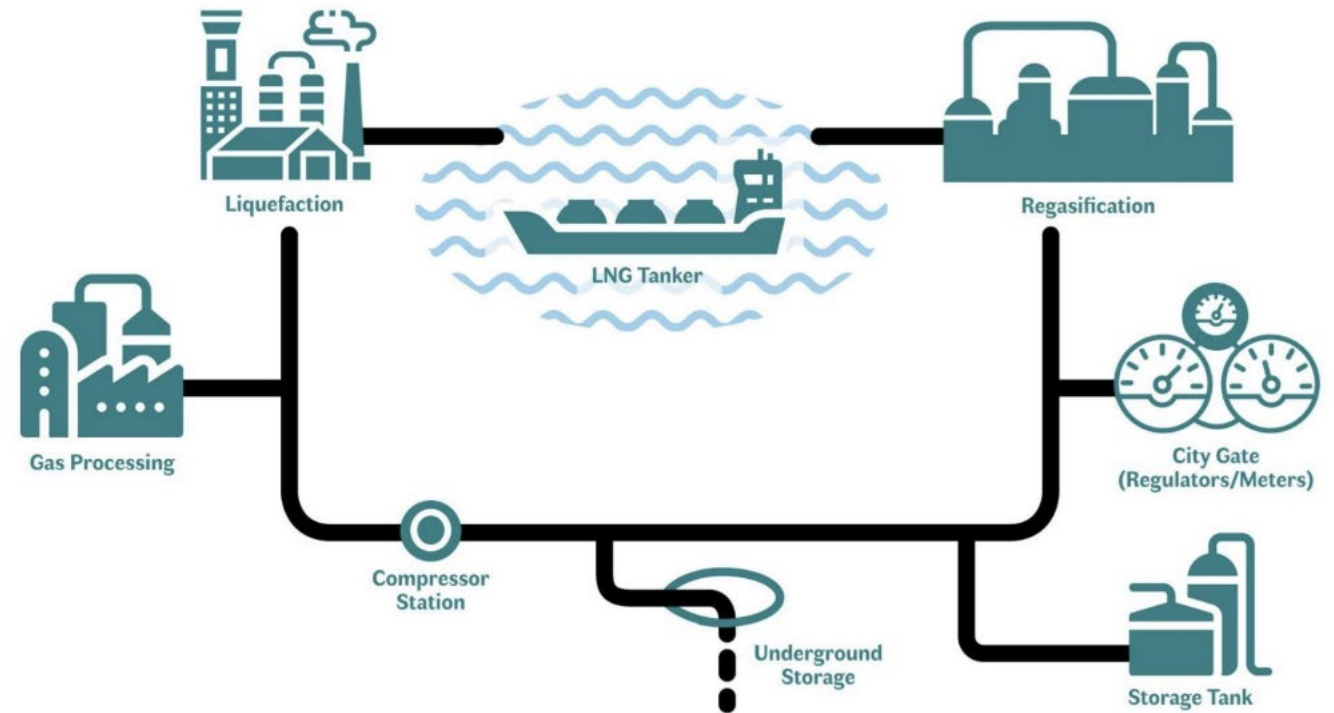 Liquefaction
Regasification
LNG Tanker
Gas Processing
City Gate
(Regulators/Meters)
Compressor
Station
Underground
Storage
Storage Tank